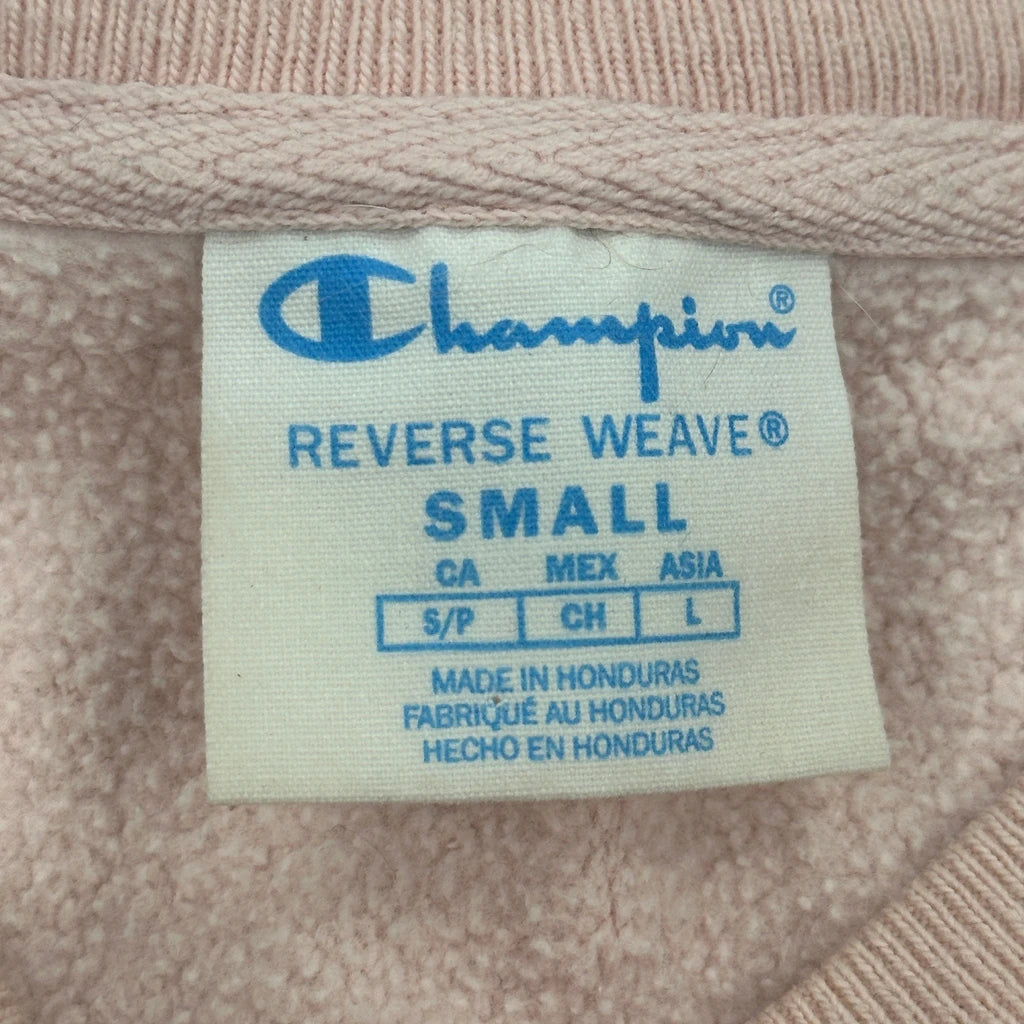 Champion®
REVERSE WEAVE®
SMALL
CA MEX ASIA
S/P CH L
MADE IN HONDURAS
FABRIQUÉ AU HONDURAS
HECHO EN HONDURAS